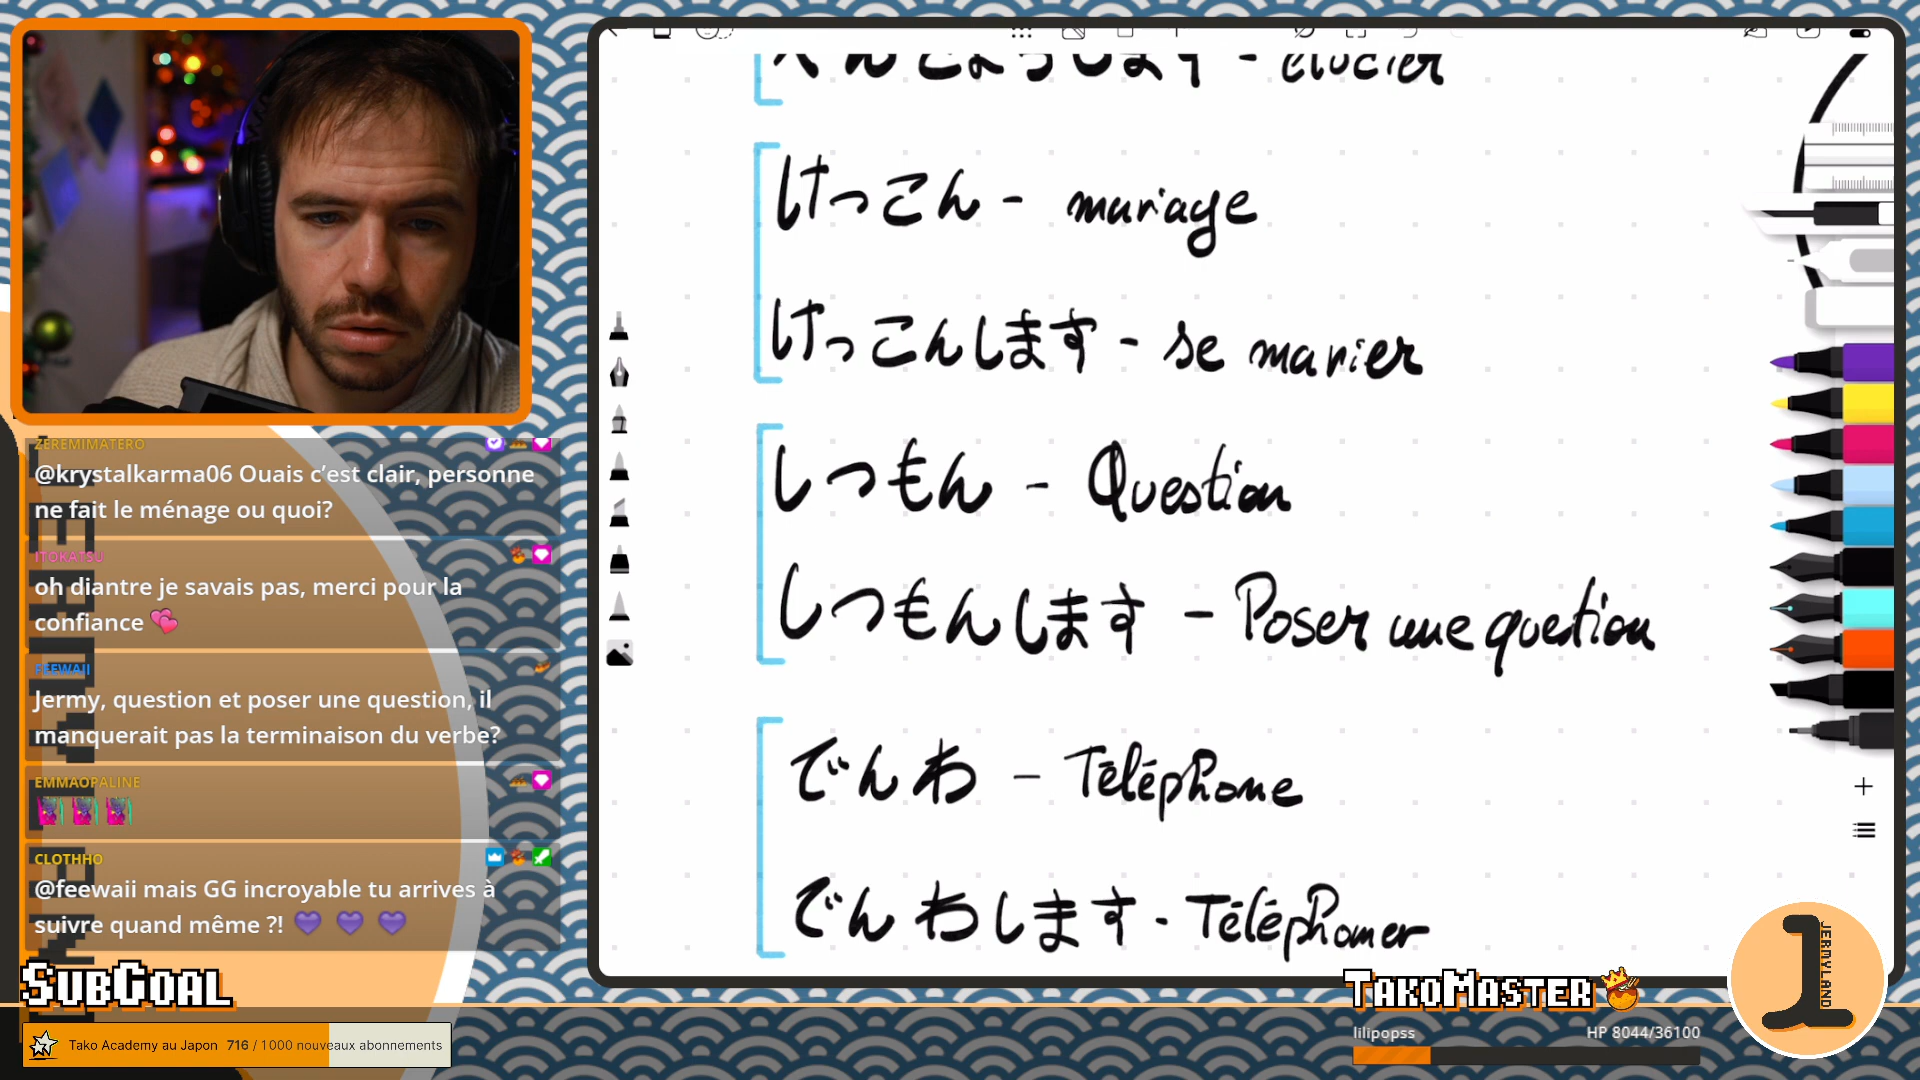 - étudier
けっこん - mariage
けっこんします - se marier
しつもん - Question
しつもんします - Poser une question
でんわ - Téléphone
でんわします - Téléphoner
ZEREMIMATERO
@krystalkarma06 Ouais c'est clair, personne
ne fait le ménage ou quoi?
ITOKATSU
oh diantre je savais pas, merci pour la
confiance
FEEWAII
Jermy, question et poser une question, il
manquerait pas la terminaison du verbe?
EMMAOPALINE
CLOTHHO
@feewaii mais GG incroyable tu arrives à
suivre quand même ?!
SUBGOAL
Tako Academy au Japon 716 / 1000 nouveaux abonnements
TAKOMASTER
lilipopss HP 8044/36100
JERMYLAND